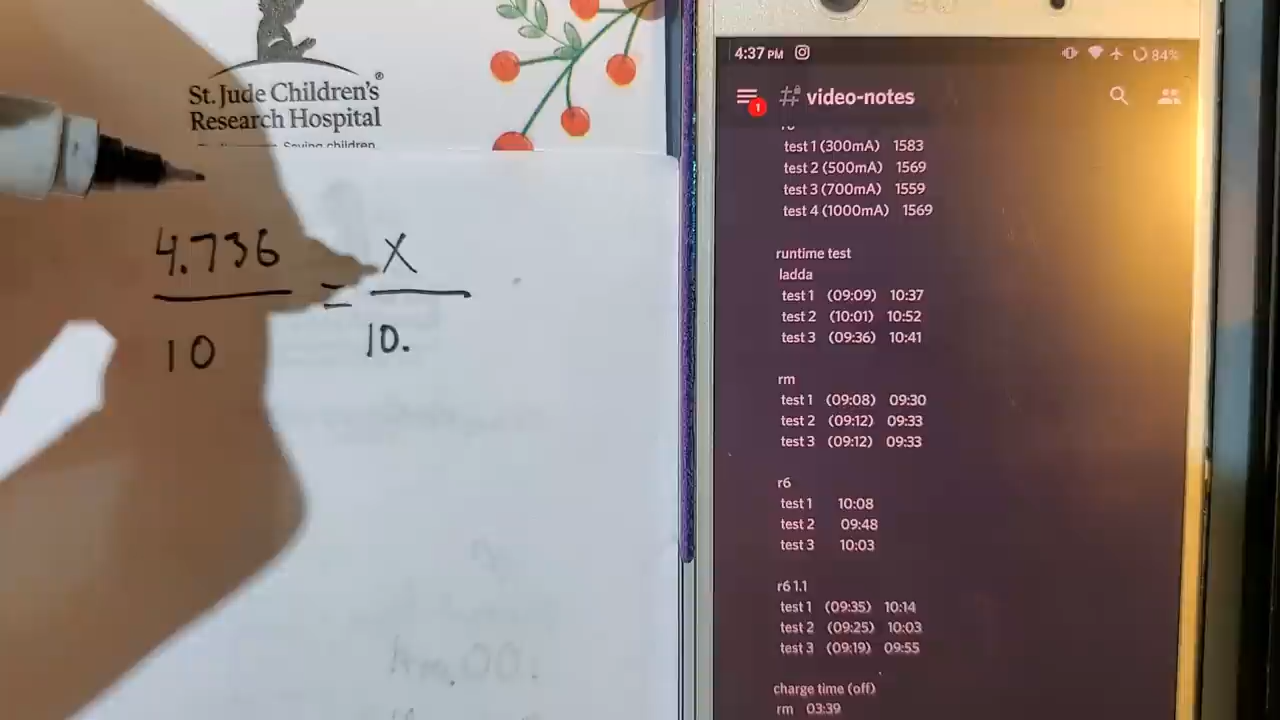 St. Jude Children's®
Research Hospital
Saving children.
4.736 = X
10 10.
4:37 PM 84%
1
# video-notes
test 1 (300mA) 1583
test 2 (500mA) 1569
test 3 (700mA) 1559
test 4 (1000mA) 1569
runtime test
ladda
test 1 (09:09) 10:37
test 2 (10:01) 10:52
test 3 (09:36) 10:41
rm
test 1 (09:08) 09:30
test 2 (09:12) 09:33
test 3 (09:12) 09:33
r6
test 1 10:08
test 2 09:48
test 3 10:03
r6 1.1
test 1 (09:35) 10:14
test 2 (09:25) 10:03
test 3 (09:19) 09:55
charge time (off)
rm 03:39